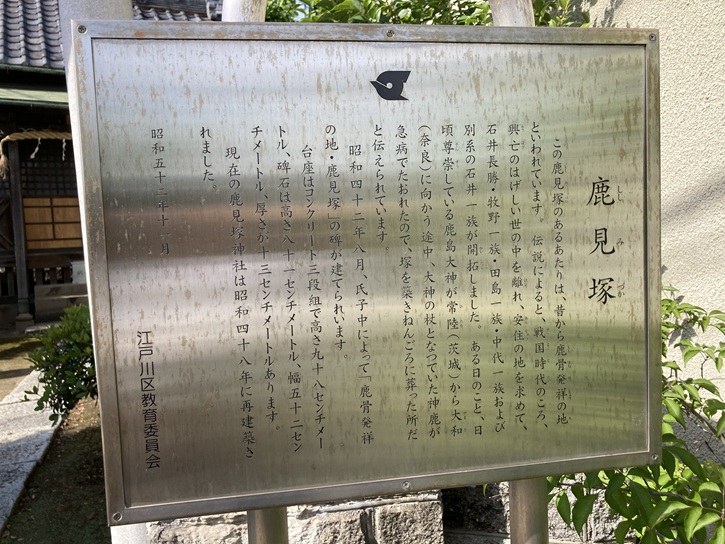 鹿見塚
しみづか
この鹿見塚のあるあたりは、昔から鹿骨発祥の地
といわれています 伝説によると、戦国時代のころ、
興亡のはげしい世の中を離れ、安住の地を求めて、
石井長勝・牧野一族・田島一族・中代一族および
別系の石井一族が開拓しました。ある日のこと、日
頃尊崇している鹿島大神が常陸(茨城)から大和
(奈良)に向かう途中、大神の杖となつていた神鹿が
急病でたおれたので、塚を築きねんごろに葬った所だ
と伝えられています
昭和四十二年八月、氏子中によって「鹿骨発祥
の地・鹿見塚」の碑が建てられいます
台座はコンクリート三段組で高さ九十八センチメー
トル、碑石は高さ八十一センチメートル、幅五十二セン
チメートル、厚さが十三センチメートルあります。
現在の鹿見塚神社は昭和四十八年に再建築さ
れました。
昭和五十二年十一月
江戸川区教育委員会